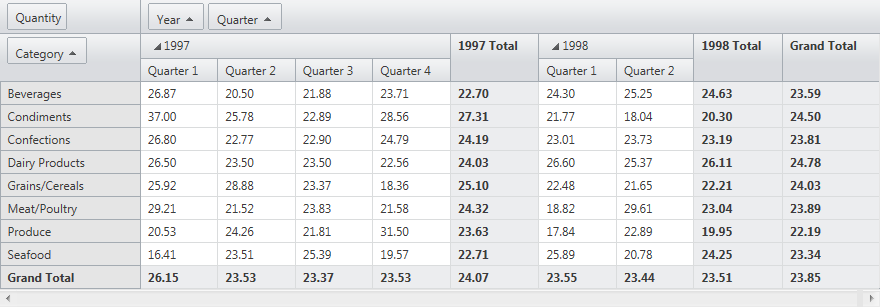 Quantity Year Quarter
Category 1997 1997 Total 1998 1998 Total Grand Total
Quarter 1 Quarter 2 Quarter 3 Quarter 4 Quarter 1 Quarter 2
Beverages 26.87 20.50 21.88 23.71 22.70 24.30 25.25 24.63 23.59
Condiments 37.00 25.78 22.89 28.56 27.31 21.77 18.04 20.30 24.50
Confections 26.80 22.77 22.90 24.79 24.19 23.01 23.73 23.19 23.81
Dairy Products 26.50 23.50 23.50 22.56 24.03 26.60 25.37 26.11 24.78
Grains/Cereals 25.92 28.88 23.37 18.36 25.10 22.48 21.65 22.21 24.03
Meat/Poultry 29.21 21.52 23.83 21.58 24.32 18.82 29.61 23.04 23.89
Produce 20.53 24.26 21.81 31.50 23.63 17.84 22.89 19.95 22.19
Seafood 16.41 23.51 25.39 19.57 22.71 25.89 20.78 24.25 23.34
Grand Total 26.15 23.53 23.37 23.53 24.07 23.55 23.44 23.51 23.85